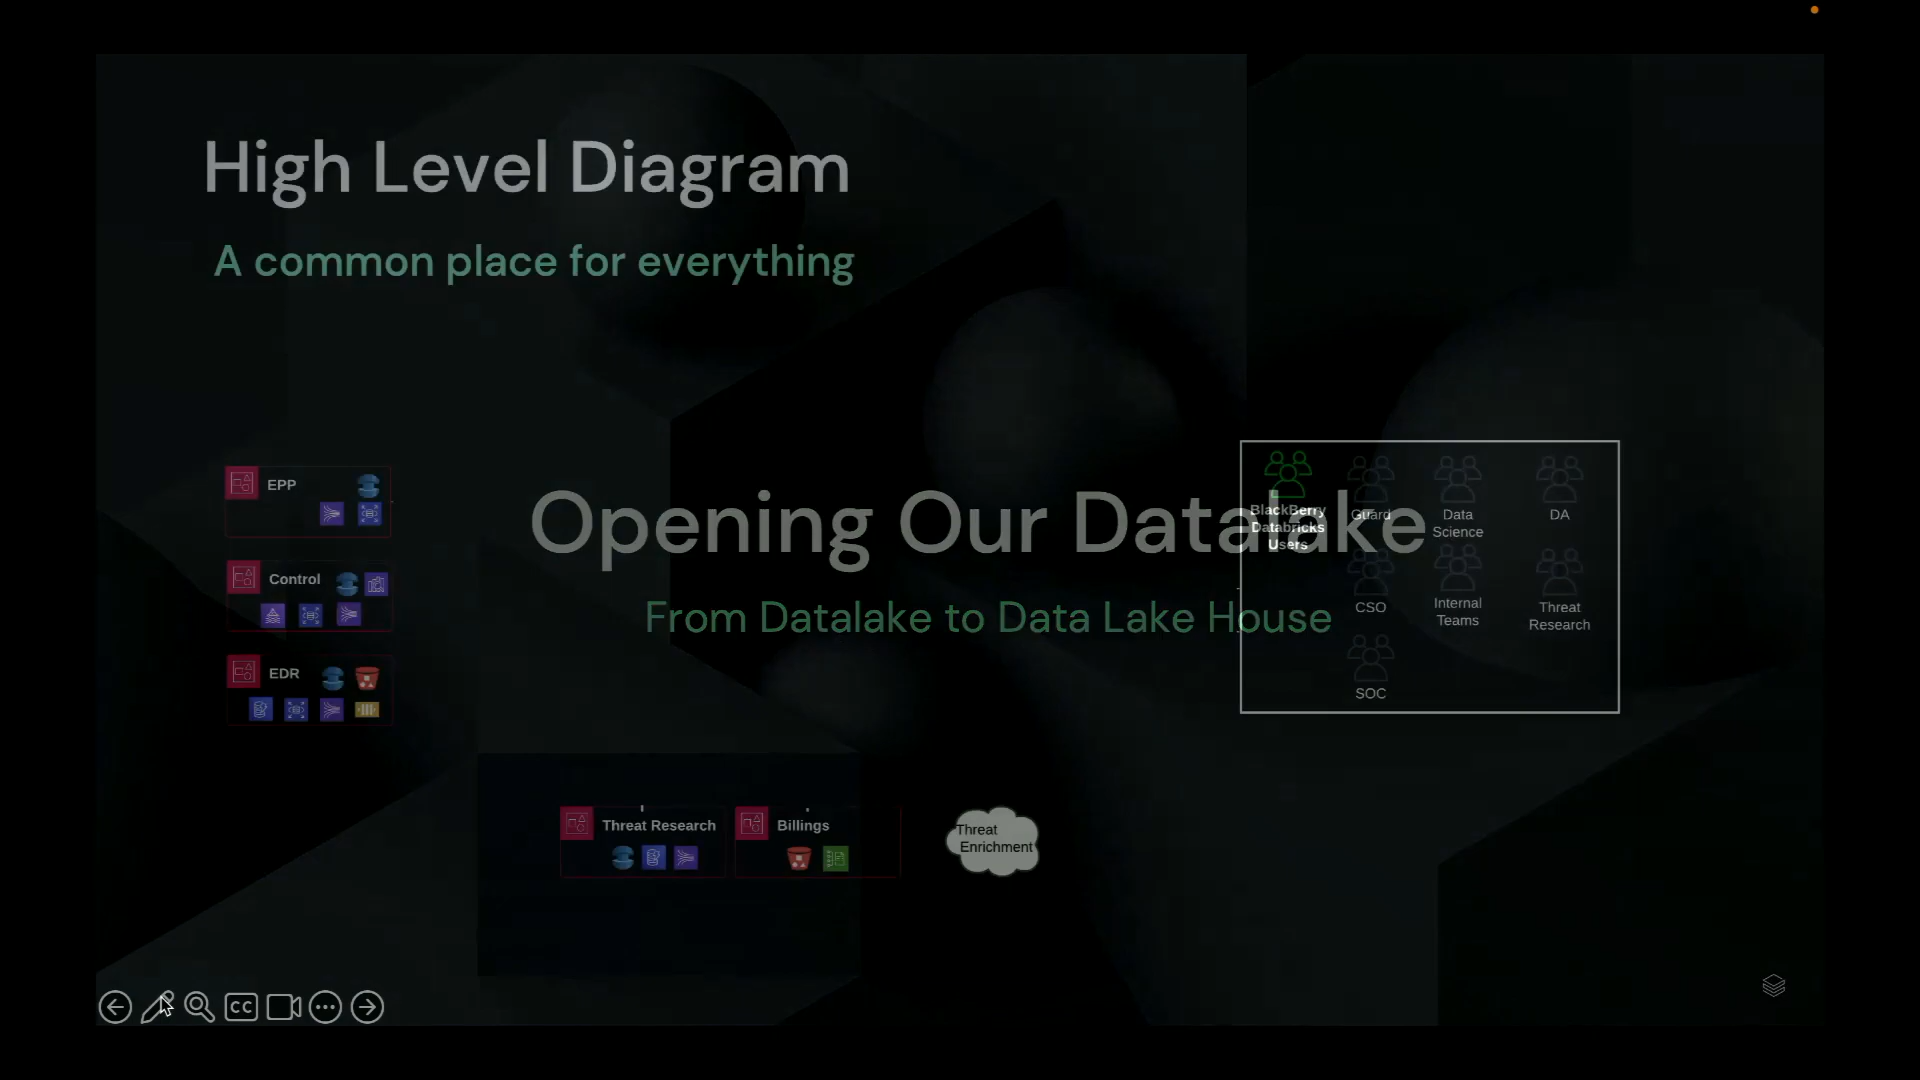 High Level Diagram
A common place for everything
Opening Our Datalake
From Datalake to Data Lake House
EPP
Control
EDR
BlackBerry
Databricks
Users
Guard
Data
Science
DA
CSO
Internal
Teams
Threat
Research
SOC
Threat Research
Billings
Threat
Enrichment
CC